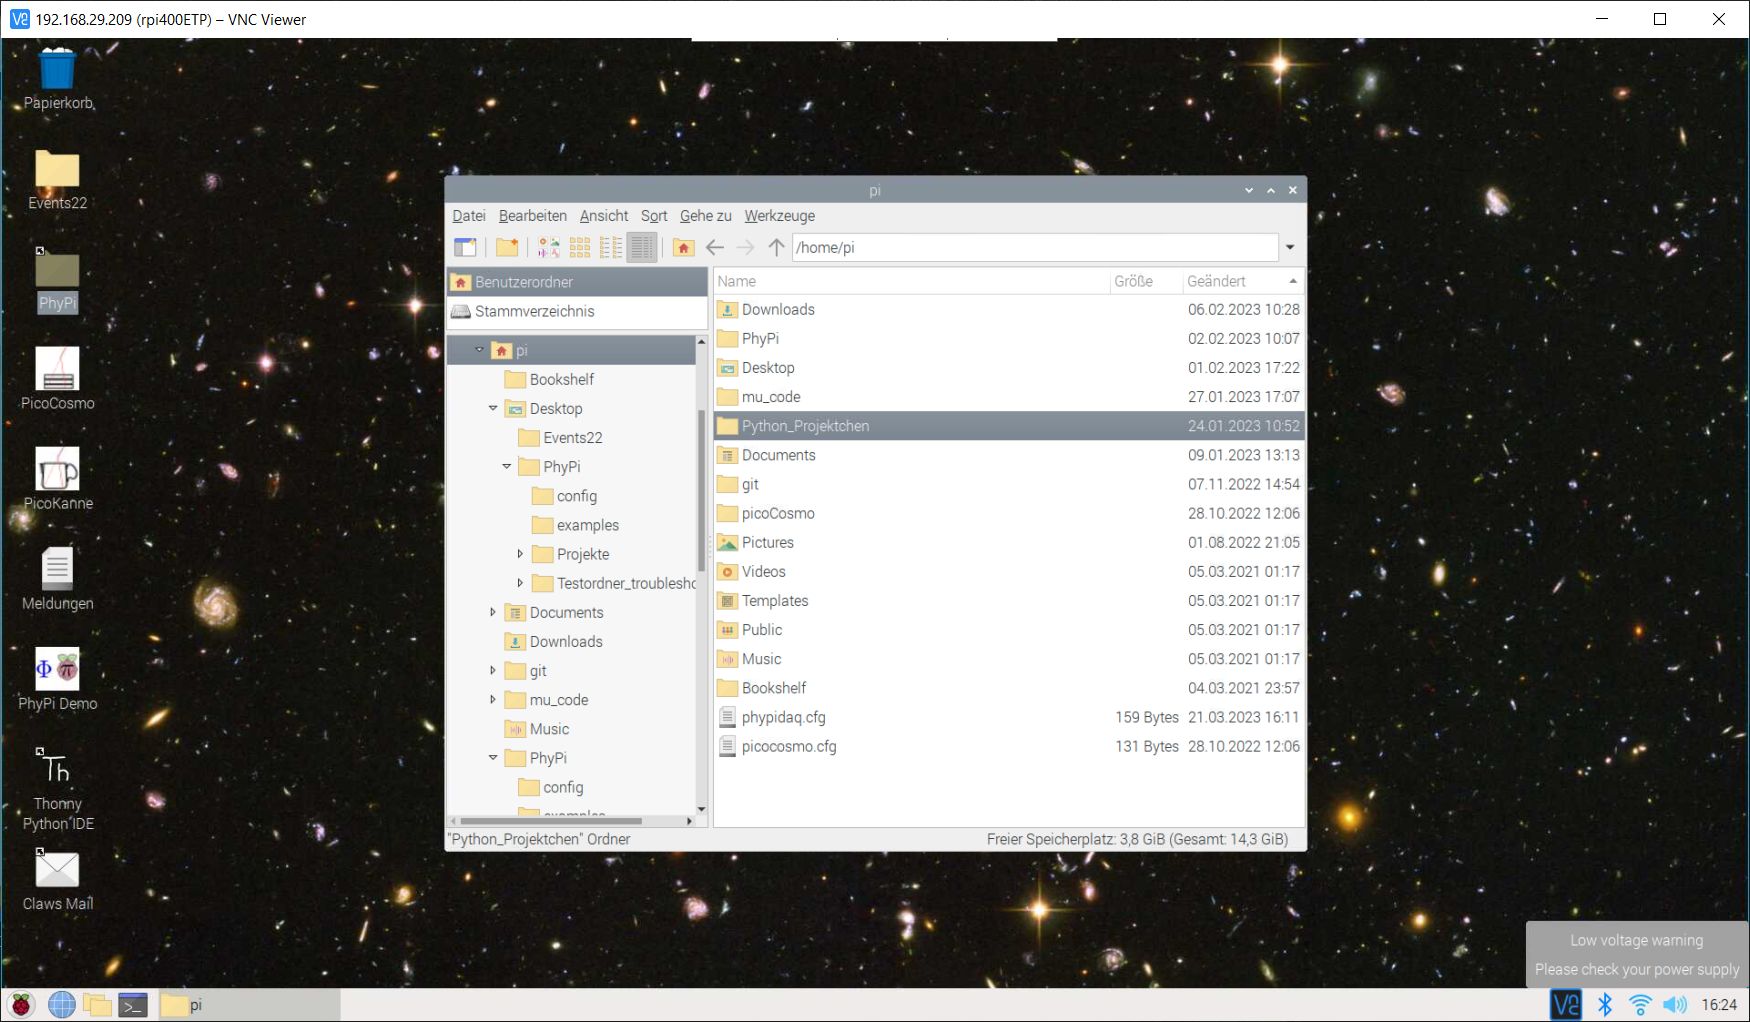 192.168.29.209 (rpi400ETP) – VNC Viewer
Papierkorb
Events22
PhyPi
PicoCosmo
PicoKanne
Meldungen
PhyPi Demo
Thonny
Python IDE
Claws Mail
pi
Datei Bearbeiten Ansicht Sort Gehe zu Werkzeuge
/home/pi
Benutzerordner
Stammverzeichnis
pi
Bookshelf
Desktop
Events22
PhyPi
config
examples
Projekte
Testordner_troublesho
Documents
Downloads
git
mu_code
Music
PhyPi
config
examples
Name Größe Geändert
Downloads 06.02.2023 10:28
PhyPi 02.02.2023 10:07
Desktop 01.02.2023 17:22
mu_code 27.01.2023 17:07
Python_Projektchen 24.01.2023 10:52
Documents 09.01.2023 13:13
git 07.11.2022 14:54
picoCosmo 28.10.2022 12:06
Pictures 01.08.2022 21:05
Videos 05.03.2021 01:17
Templates 05.03.2021 01:17
Public 05.03.2021 01:17
Music 05.03.2021 01:17
Bookshelf 04.03.2021 23:57
phypidaq.cfg 159 Bytes 21.03.2023 16:11
picocosmo.cfg 131 Bytes 28.10.2022 12:06
"Python_Projektchen" Ordner
Freier Speicherplatz: 3,8 GiB (Gesamt: 14,3 GiB)
Low voltage warning
Please check your power supply
pi
16:24